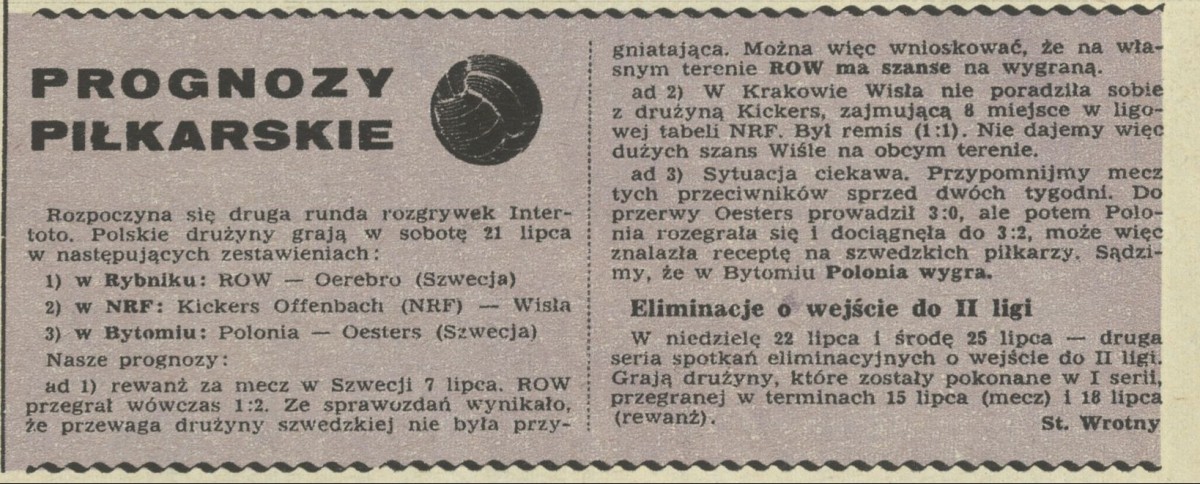 PROGNOZY
PIŁKARSKIE
Rozpoczyna się druga runda rozgrywek Inter-
toto. Polskie drużyny grają w sobotę 21 lipca
w następujących zestawieniach:
1) w Rybniku: ROW — Oerebro (Szwecja)
2) w NRF: Kickers Offenbach (NRF) — Wisła
3) w Bytomiu: Polonia — Oesters (Szwecja)
Nasze prognozy:
ad 1) rewanż za mecz w Szwecji 7 lipca. ROW
przegrał wówczas 1:2. Ze sprawozdań wynikało,
że przewaga drużyny szwedzkiej nie była przy-
gniatająca. Można więc wnioskować, że na wła-
snym terenie ROW ma szanse na wygraną.
ad 2) W Krakowie Wisła nie poradziła sobie
z drużyną Kickers, zajmującą 8 miejsce w ligo-
wej tabeli NRF. Był remis (1:1). Nie dajemy więc
dużych szans Wiśle na obcym terenie.
ad 3) Sytuacja ciekawa. Przypomnijmy mecz
tych przeciwników sprzed dwóch tygodni. Do
przerwy Oesters prowadził 3:0, ale potem Polo-
nia rozegrała się i dociągnęła do 3:2, może więc
znalazła receptę na szwedzkich piłkarzy. Sądzi-
my, że w Bytomiu Polonia wygra.
Eliminacje o wejście do II ligi
W niedzielę 22 lipca i środę 25 lipca — druga
seria spotkań eliminacyjnych o wejście do II ligi.
Grają drużyny, które zostały pokonane w I serii,
przegranej w terminach 15 lipca (mecz) i 18 lipca
(rewanż).
St. Wrotny